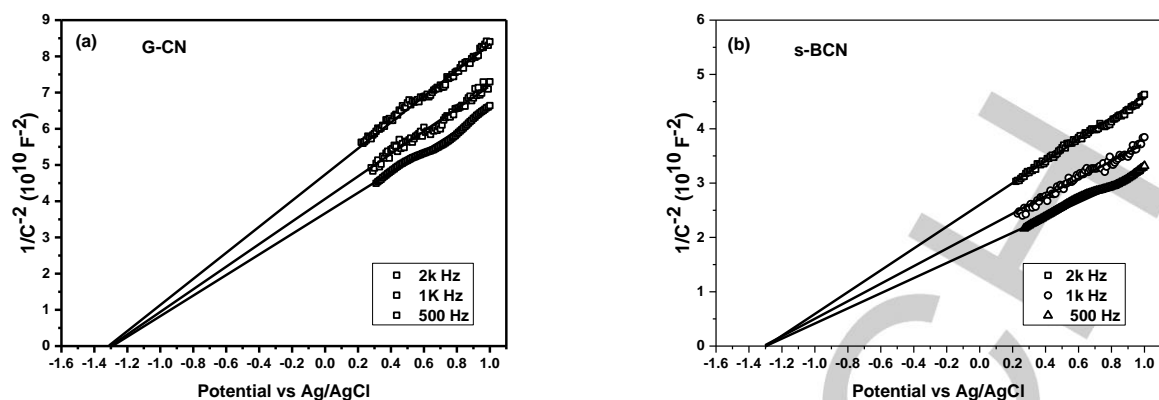 (a)
G-CN
9
8
7
6
5
4
3
2
1
0
1/C⁻² (10¹⁰ F⁻²)
2k Hz
1K Hz
500 Hz
-1.6 -1.4 -1.2 -1.0 -0.8 -0.6 -0.4 -0.2 0.0 0.2 0.4 0.6 0.8 1.0
Potential vs Ag/AgCl
(b)
s-BCN
6
5
4
3
2
1
0
1/C⁻² (10¹⁰ F⁻²)
2k Hz
1k Hz
500 Hz
-1.6 -1.4 -1.2 -1.0 -0.8 -0.6 -0.4 -0.2 0.0 0.2 0.4 0.6 0.8 1.0
Potential vs Ag/AgCl